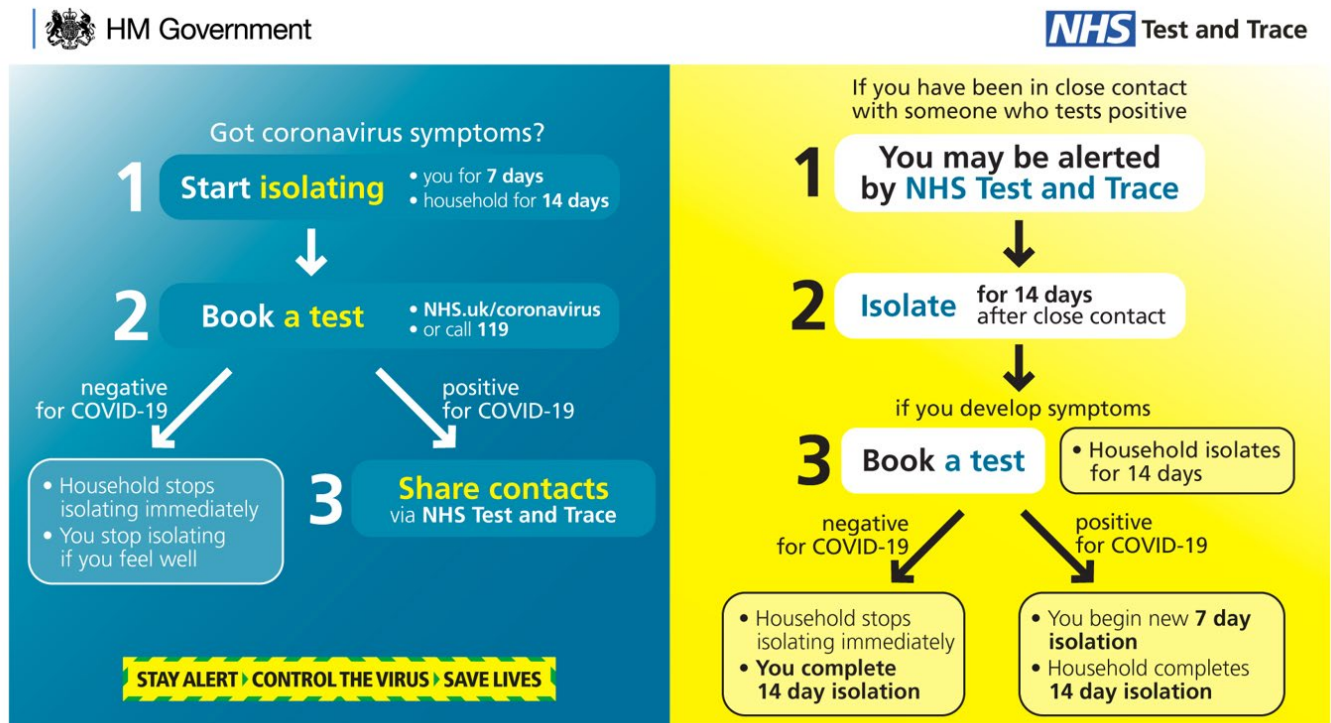 HM Government
NHS Test and Trace
Got coronavirus symptoms?
1
Start isolating
• you for 7 days
• household for 14 days
2
Book a test
• NHS.uk/coronavirus
• or call 119
negative
for COVID-19
positive
for COVID-19
• Household stops
isolating immediately
• You stop isolating
if you feel well
3
Share contacts
via NHS Test and Trace
STAY ALERT CONTROL THE VIRUS SAVE LIVES
If you have been in close contact
with someone who tests positive
1
You may be alerted
by NHS Test and Trace
2
Isolate
for 14 days
after close contact
if you develop symptoms
3
Book a test
• Household isolates
for 14 days
negative
for COVID-19
positive
for COVID-19
• Household stops
isolating immediately
• You complete
14 day isolation
• You begin new 7 day
isolation
• Household completes
14 day isolation